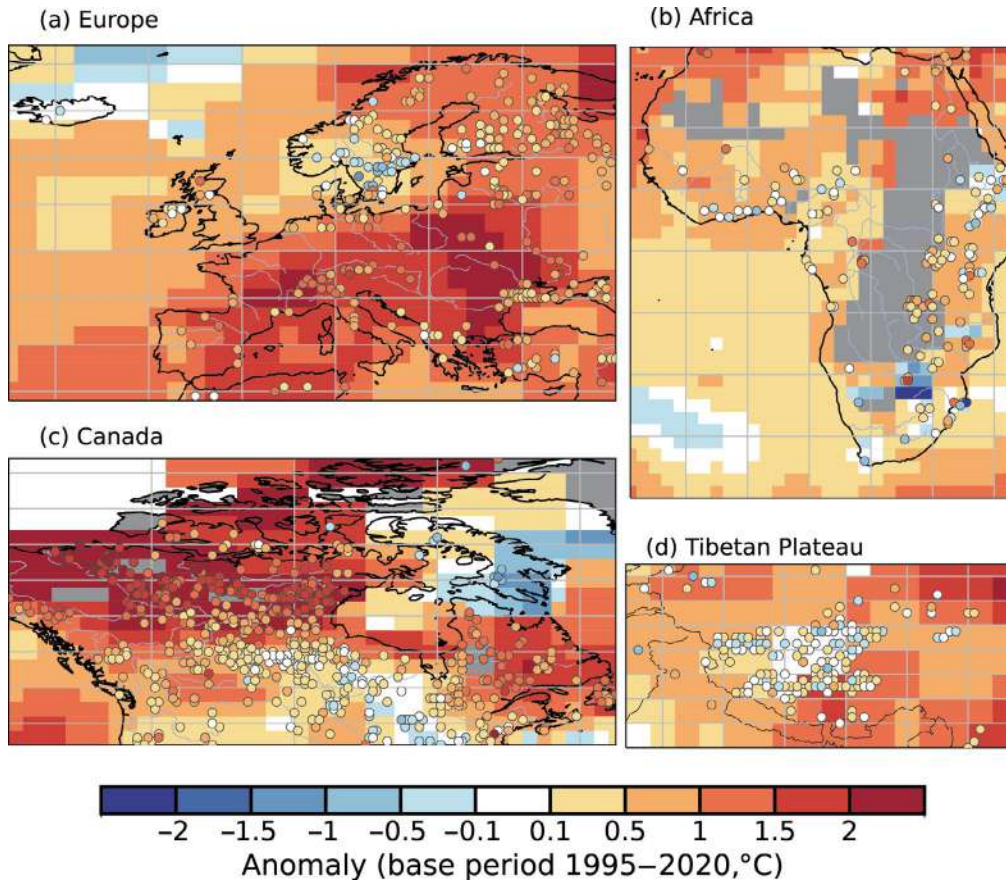 (a) Europe
(b) Africa
(c) Canada
(d) Tibetan Plateau
−2 −1.5 −1 −0.5 −0.1 0.1 0.5 1 1.5 2
Anomaly (base period 1995−2020,°C)